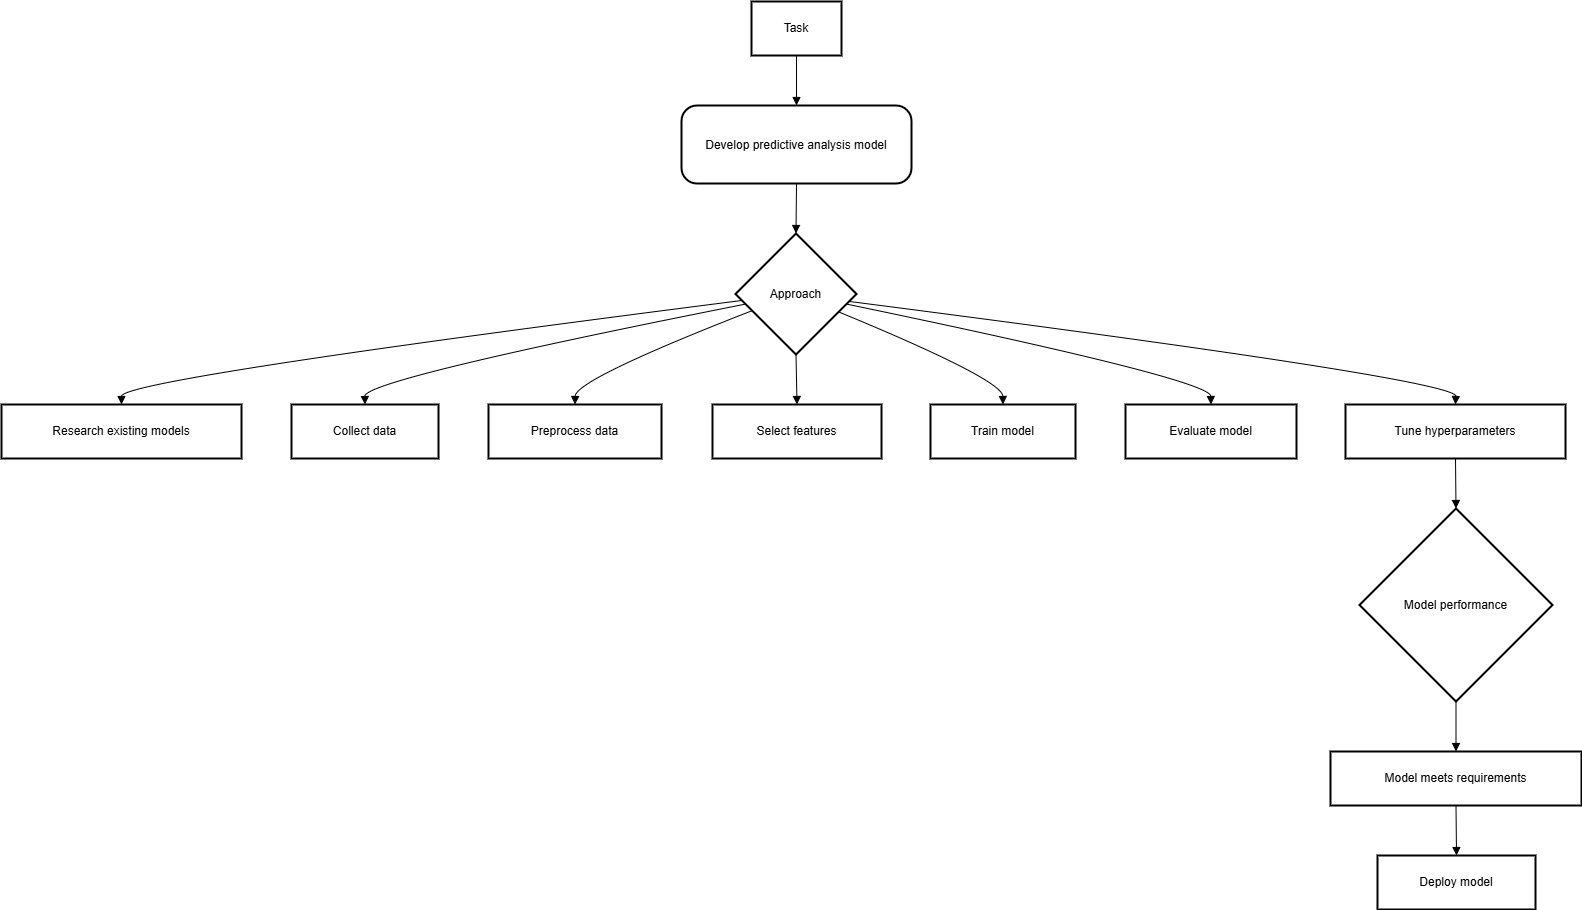 Task
Develop predictive analysis model
Approach
Research existing models
Collect data
Preprocess data
Select features
Train model
Evaluate model
Tune hyperparameters
Model performance
Model meets requirements
Deploy model